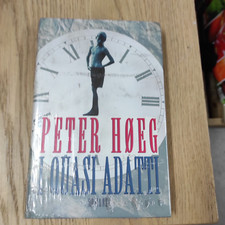 PETER HØEG
I QUASI ADATTI